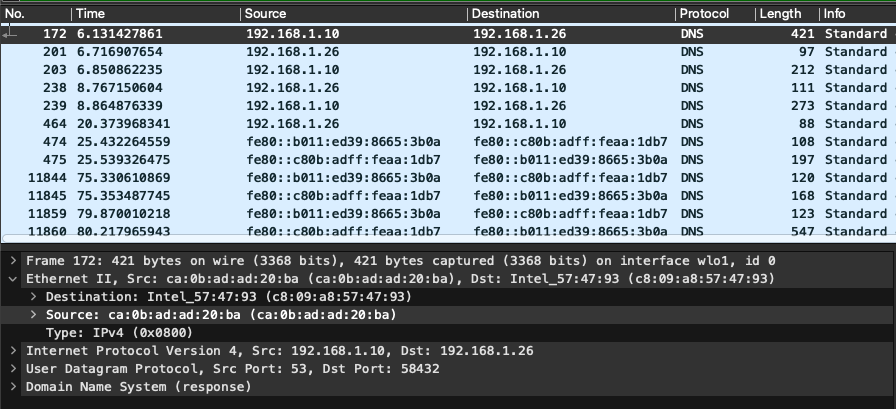 No. Time Source Destination Protocol Length Info
172 6.131427861 192.168.1.10 192.168.1.26 DNS 421 Standard
201 6.716907654 192.168.1.26 192.168.1.10 DNS 97 Standard
203 6.850862235 192.168.1.10 192.168.1.26 DNS 212 Standard
238 8.767150604 192.168.1.26 192.168.1.10 DNS 111 Standard
239 8.864876339 192.168.1.10 192.168.1.26 DNS 273 Standard
464 20.373968341 192.168.1.26 192.168.1.10 DNS 88 Standard
474 25.432264559 fe80::b011:ed39:8665:3b0a fe80::c80b:adff:feaa:1db7 DNS 108 Standard
475 25.539326475 fe80::c80b:adff:feaa:1db7 fe80::b011:ed39:8665:3b0a DNS 197 Standard
11844 75.330610869 fe80::b011:ed39:8665:3b0a fe80::c80b:adff:feaa:1db7 DNS 120 Standard
11845 75.353487745 fe80::c80b:adff:feaa:1db7 fe80::b011:ed39:8665:3b0a DNS 168 Standard
11859 79.870010218 fe80::b011:ed39:8665:3b0a fe80::c80b:adff:feaa:1db7 DNS 123 Standard
11860 80.217965943 fe80::c80b:adff:feaa:1db7 fe80::b011:ed39:8665:3b0a DNS 547 Standard
Frame 172: 421 bytes on wire (3368 bits), 421 bytes captured (3368 bits) on interface wlo1, id 0
Ethernet II, Src: ca:0b:ad:ad:20:ba (ca:0b:ad:ad:20:ba), Dst: Intel_57:47:93 (c8:09:a8:57:47:93)
Destination: Intel_57:47:93 (c8:09:a8:57:47:93)
Source: ca:0b:ad:ad:20:ba (ca:0b:ad:ad:20:ba)
Type: IPv4 (0x0800)
Internet Protocol Version 4, Src: 192.168.1.10, Dst: 192.168.1.26
User Datagram Protocol, Src Port: 53, Dst Port: 58432
Domain Name System (response)